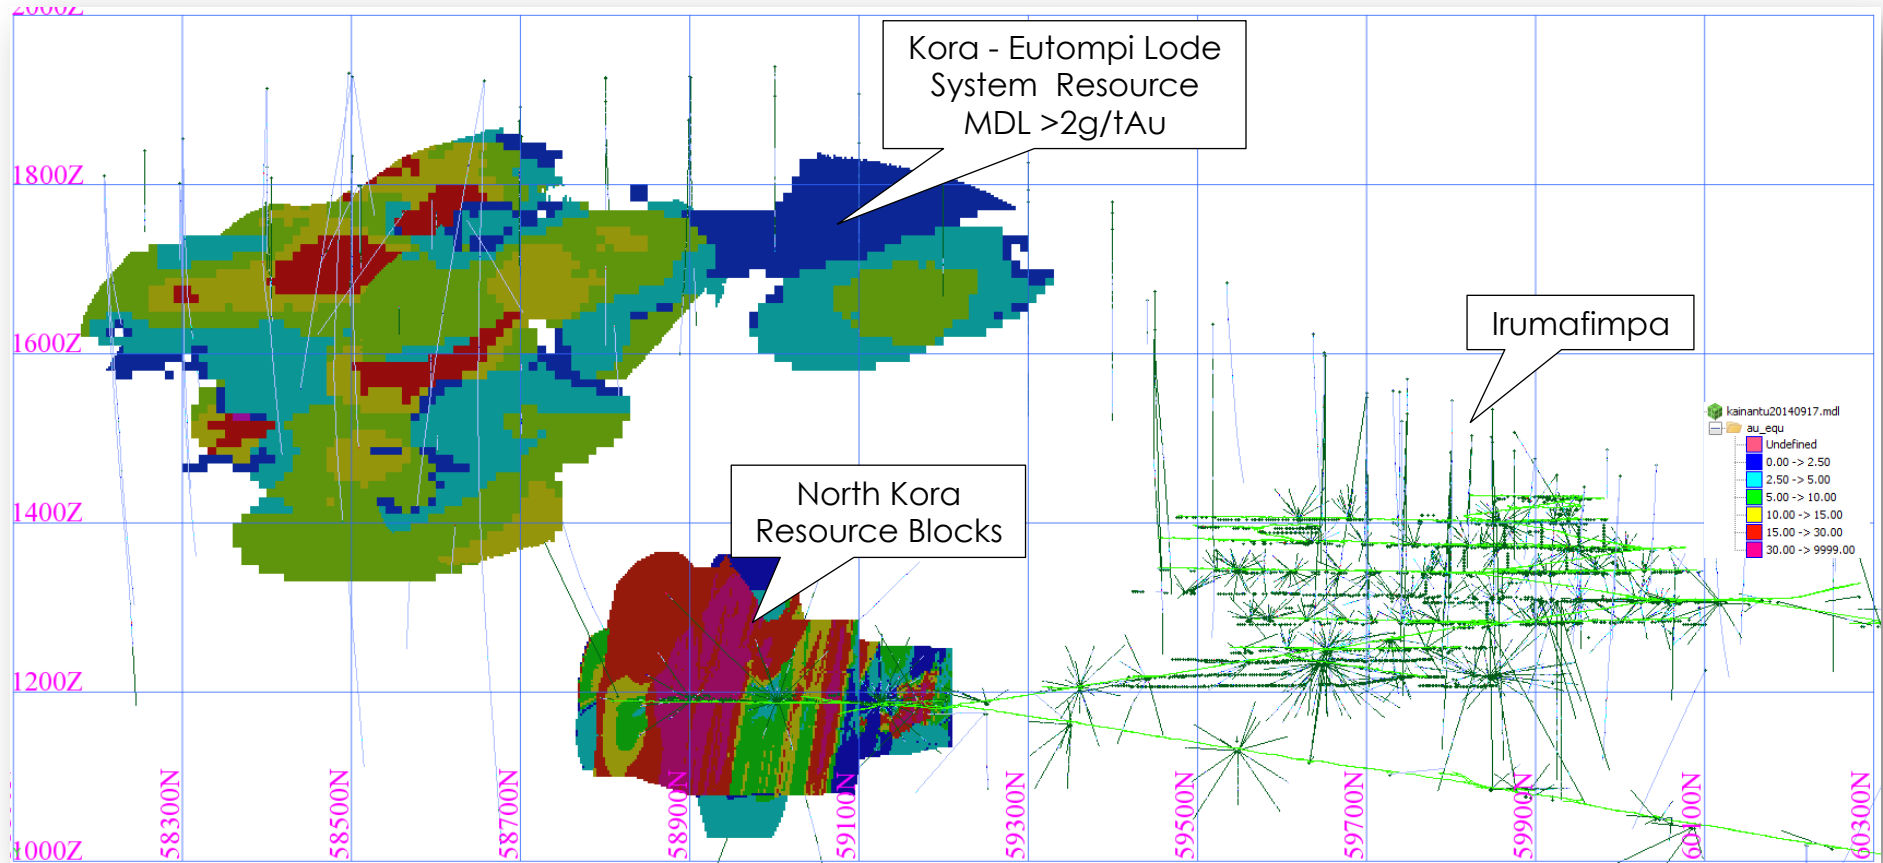 2000Z
Kora - Eutompi Lode
System Resource
MDL >2g/tAu
1800Z
1600Z
Irumafimpa
kainantu20140917.mdl
au_equ
Undefined
0.00 -> 2.50
2.50 -> 5.00
5.00 -> 10.00
10.00 -> 15.00
15.00 -> 30.00
30.00 -> 9999.00
North Kora
Resource Blocks
1400Z
1200Z
1000Z
58300N
58500N
58700N
58900N
59100N
59300N
59500N
59700N
59900N
60100N
60300N